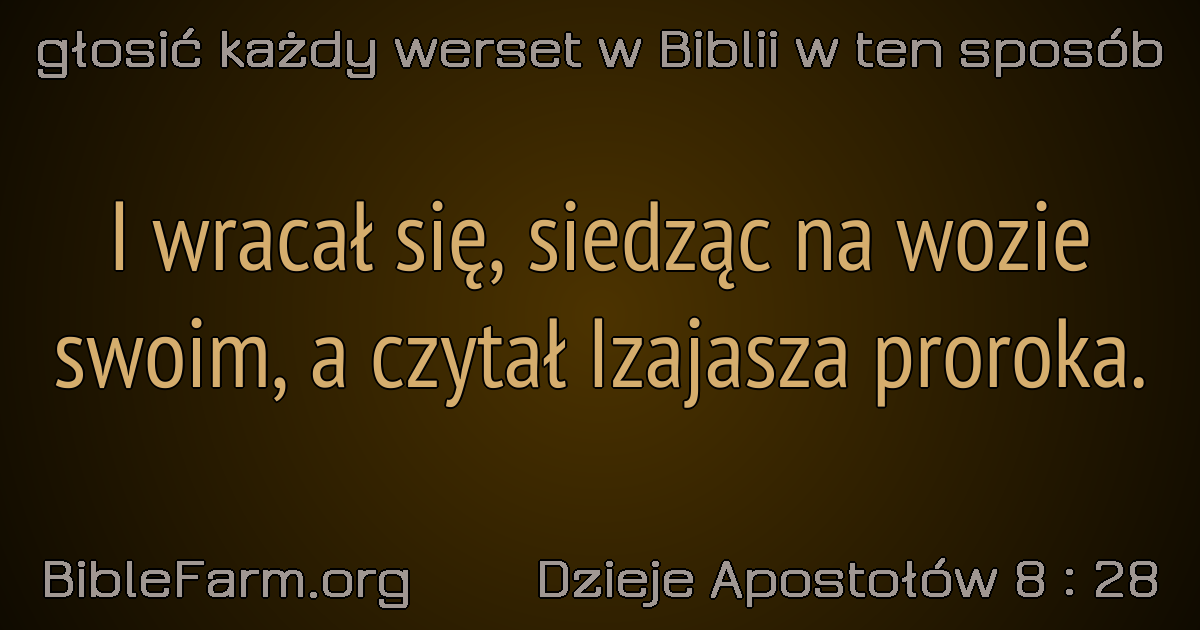 głosić każdy werset w Biblii w ten sposób
I wracał się, siedząc na wozie
swoim, a czytał Izajasza proroka.
BibleFarm.org
Dzieje Apostołów 8 : 28